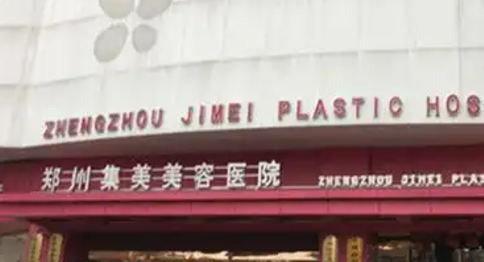 ZHENGZHOU JIMEI PLASTIC HOS
郑州集美美容医院
ZHENGZHOU JIMEI PLA